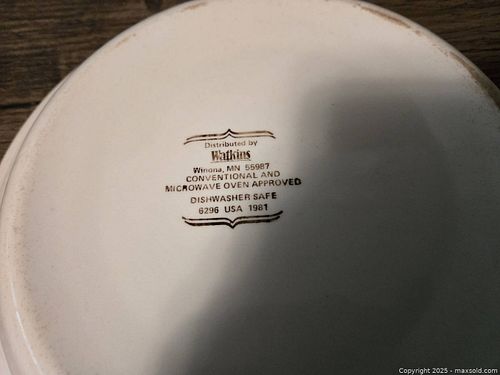 Distributed by
Watkins
Winona, MN 55987
CONVENTIONAL AND
MICROWAVE OVEN APPROVED
DISHWASHER SAFE
6296 USA 1981
Copyright 2025 - maxsold.com